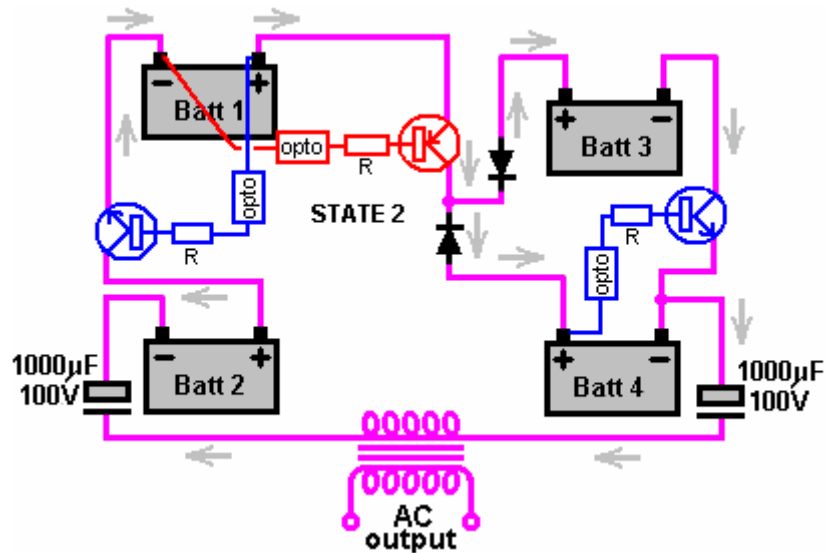 − +
Batt 1
opto
R
opto
R
STATE 2
+ −
Batt 3
R
opto
1000µF
100V
− +
Batt 2
+ −
Batt 4
1000µF
100V
AC
output